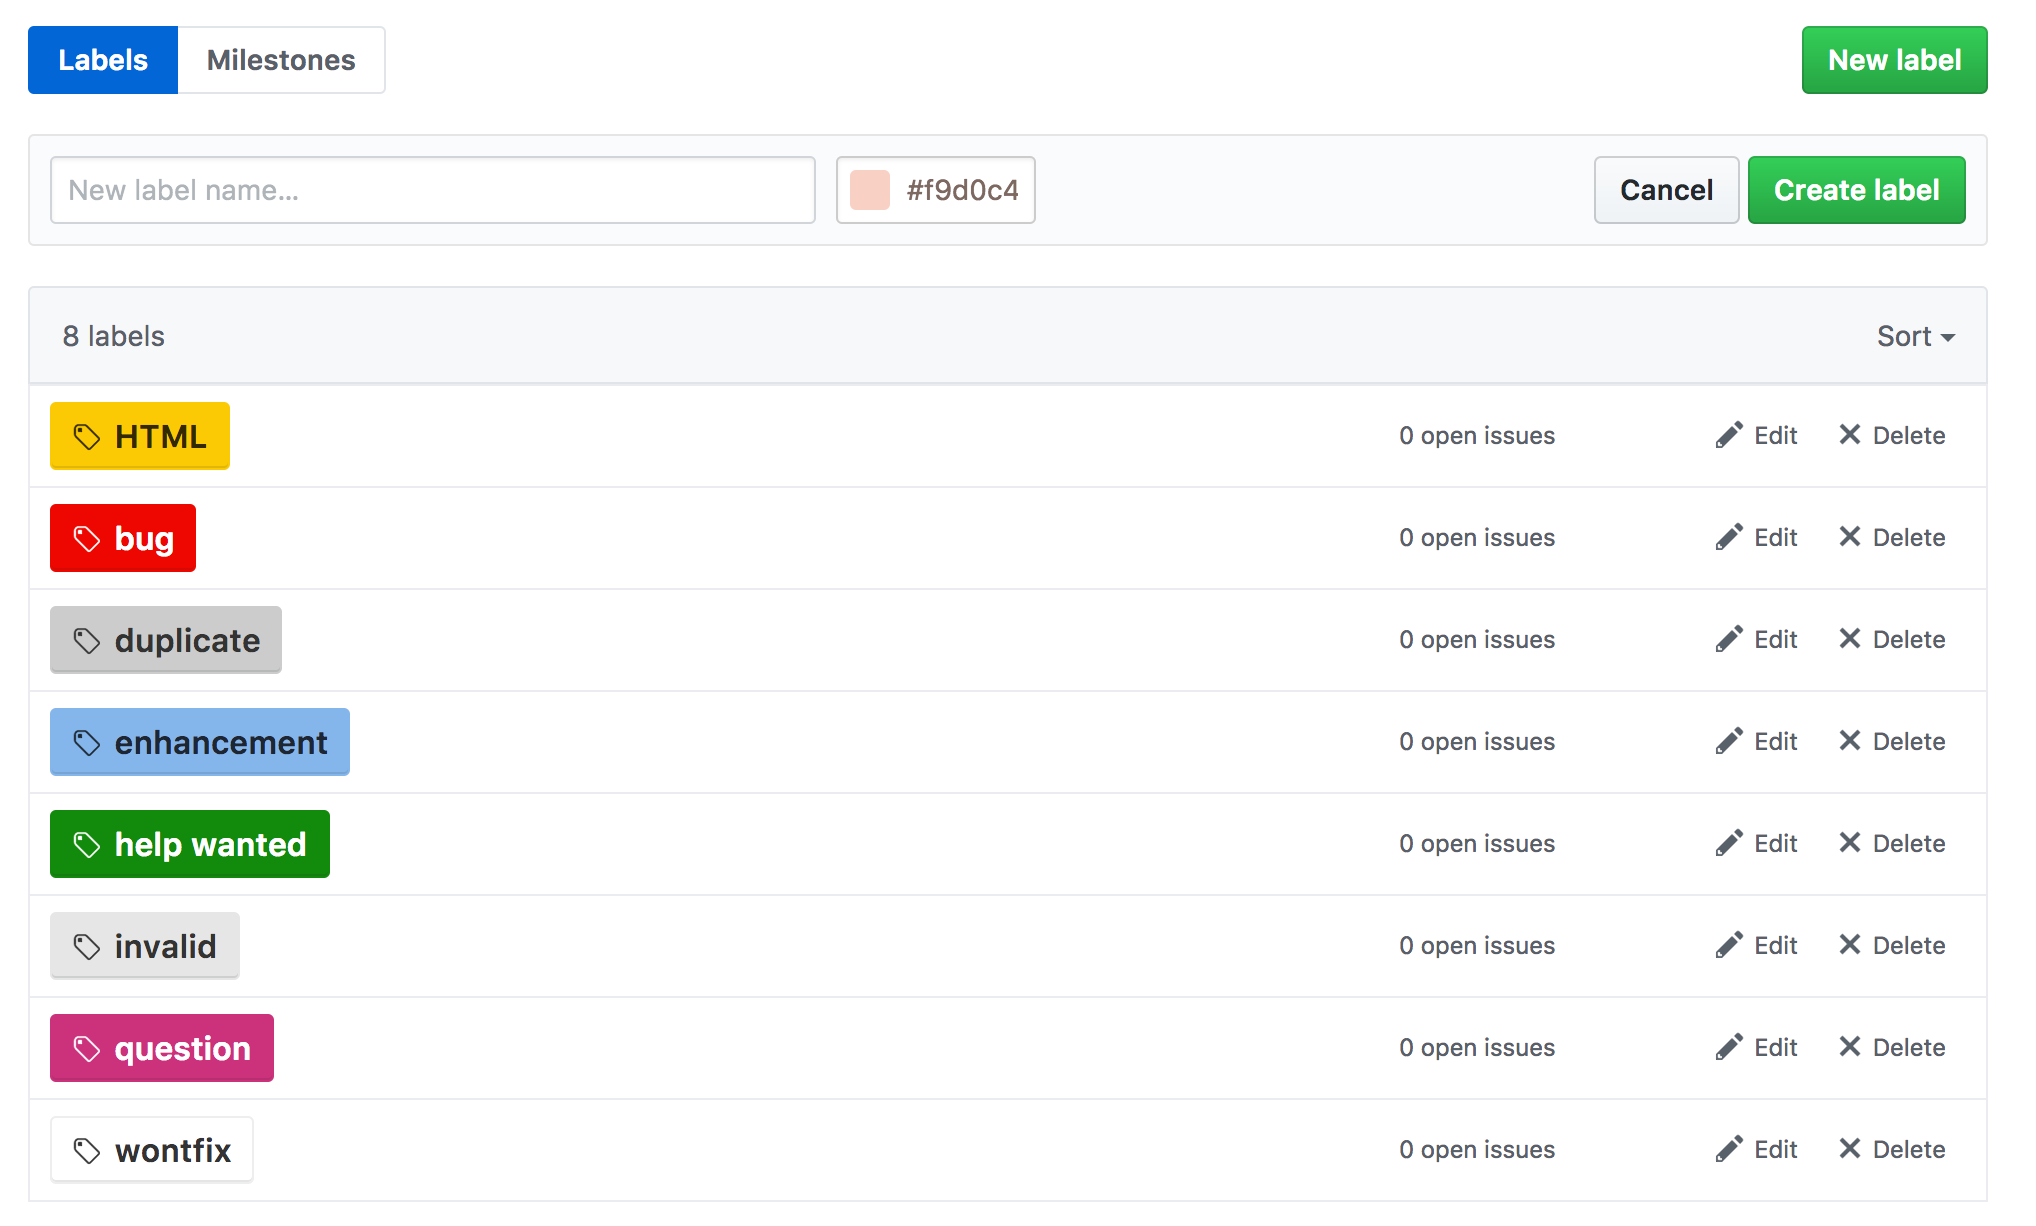 Labels Milestones New label
New label name... #f9d0c4 Cancel Create label
8 labels Sort
HTML 0 open issues Edit Delete
bug 0 open issues Edit Delete
duplicate 0 open issues Edit Delete
enhancement 0 open issues Edit Delete
help wanted 0 open issues Edit Delete
invalid 0 open issues Edit Delete
question 0 open issues Edit Delete
wontfix 0 open issues Edit Delete